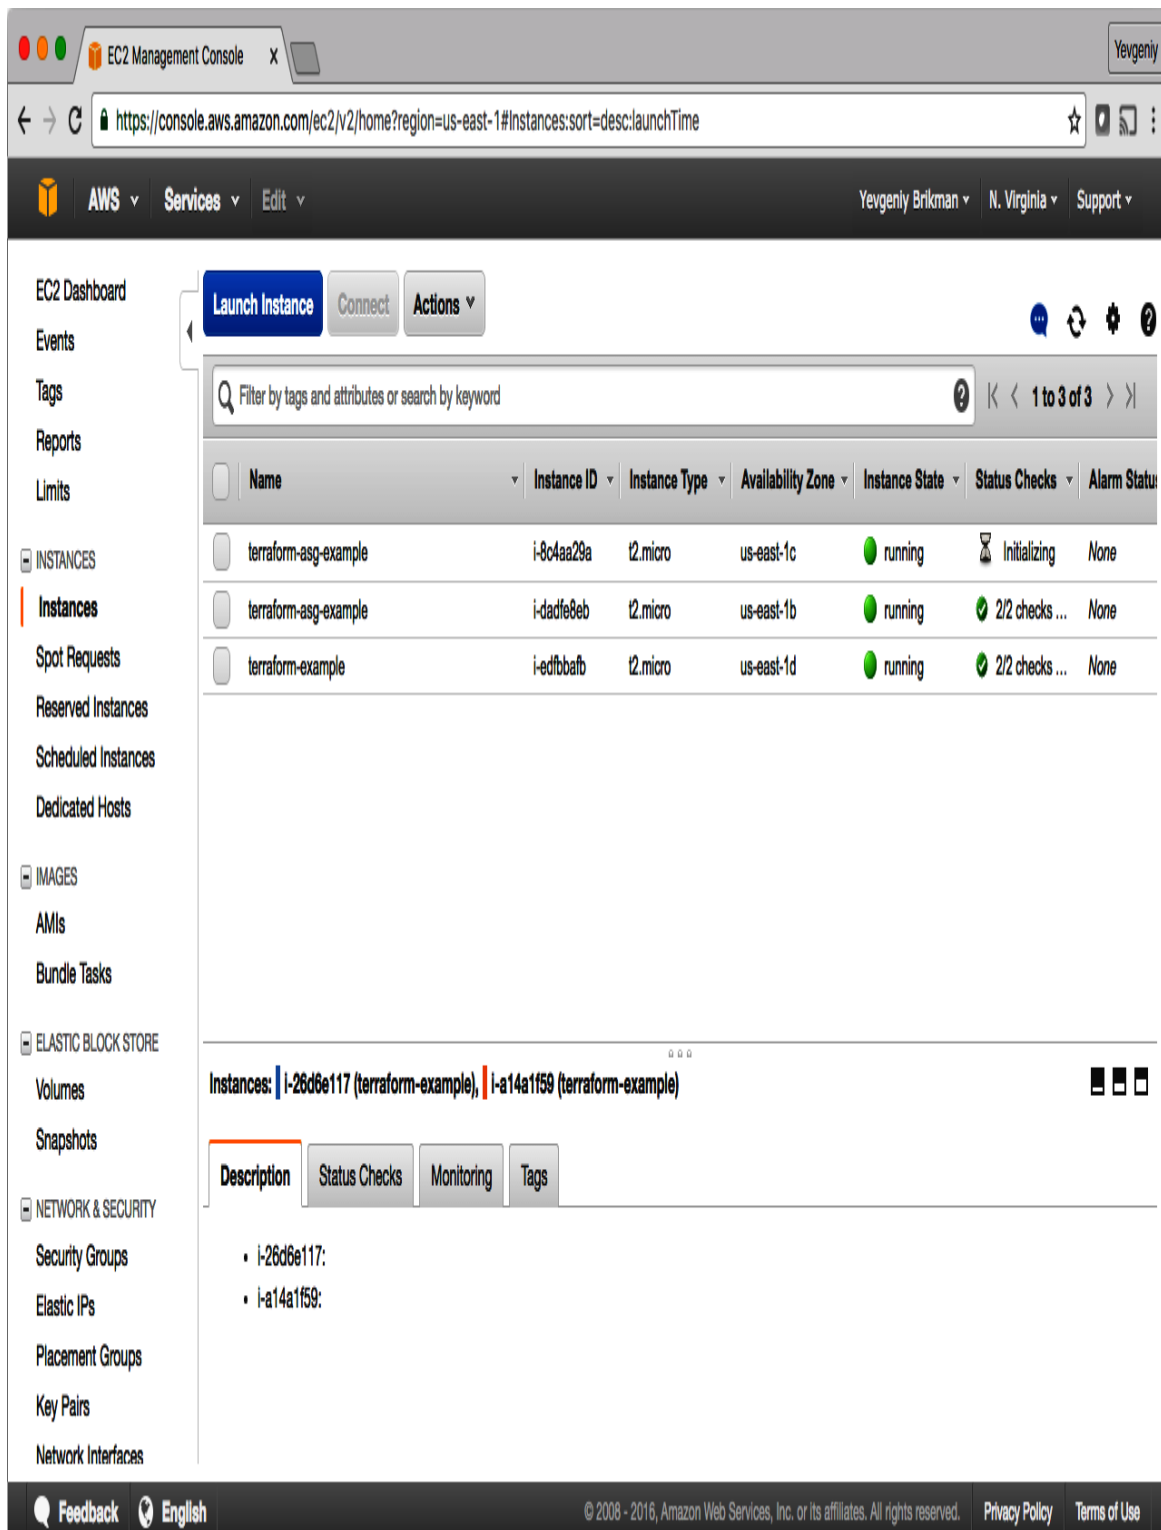 EC2 Management Console x
Yevgeniy
https://console.aws.amazon.com/ec2/v2/home?region=us-east-1#Instances:sort=desc:launchTime
AWS Services Edit Yevgeniy Brikman N. Virginia Support
EC2 Dashboard
Events
Tags
Reports
Limits
INSTANCES
Instances
Spot Requests
Reserved Instances
Scheduled Instances
Dedicated Hosts
IMAGES
AMIs
Bundle Tasks
ELASTIC BLOCK STORE
Volumes
Snapshots
NETWORK & SECURITY
Security Groups
Elastic IPs
Placement Groups
Key Pairs
Network Interfaces
Launch Instance Connect Actions
Filter by tags and attributes or search by keyword 1 to 3 of 3
Name Instance ID Instance Type Availability Zone Instance State Status Checks Alarm Status
terraform-asg-example i-8c4aa29a t2.micro us-east-1c running Initializing None
terraform-asg-example i-dadfe8eb t2.micro us-east-1b running 2/2 checks ... None
terraform-example i-edfbbafb t2.micro us-east-1d running 2/2 checks ... None
Instances: i-26d6e117 (terraform-example), i-a14a1f59 (terraform-example)
Description Status Checks Monitoring Tags
• i-26d6e117:
• i-a14a1f59:
Feedback English © 2008 - 2016, Amazon Web Services, Inc. or its affiliates. All rights reserved. Privacy Policy Terms of Use